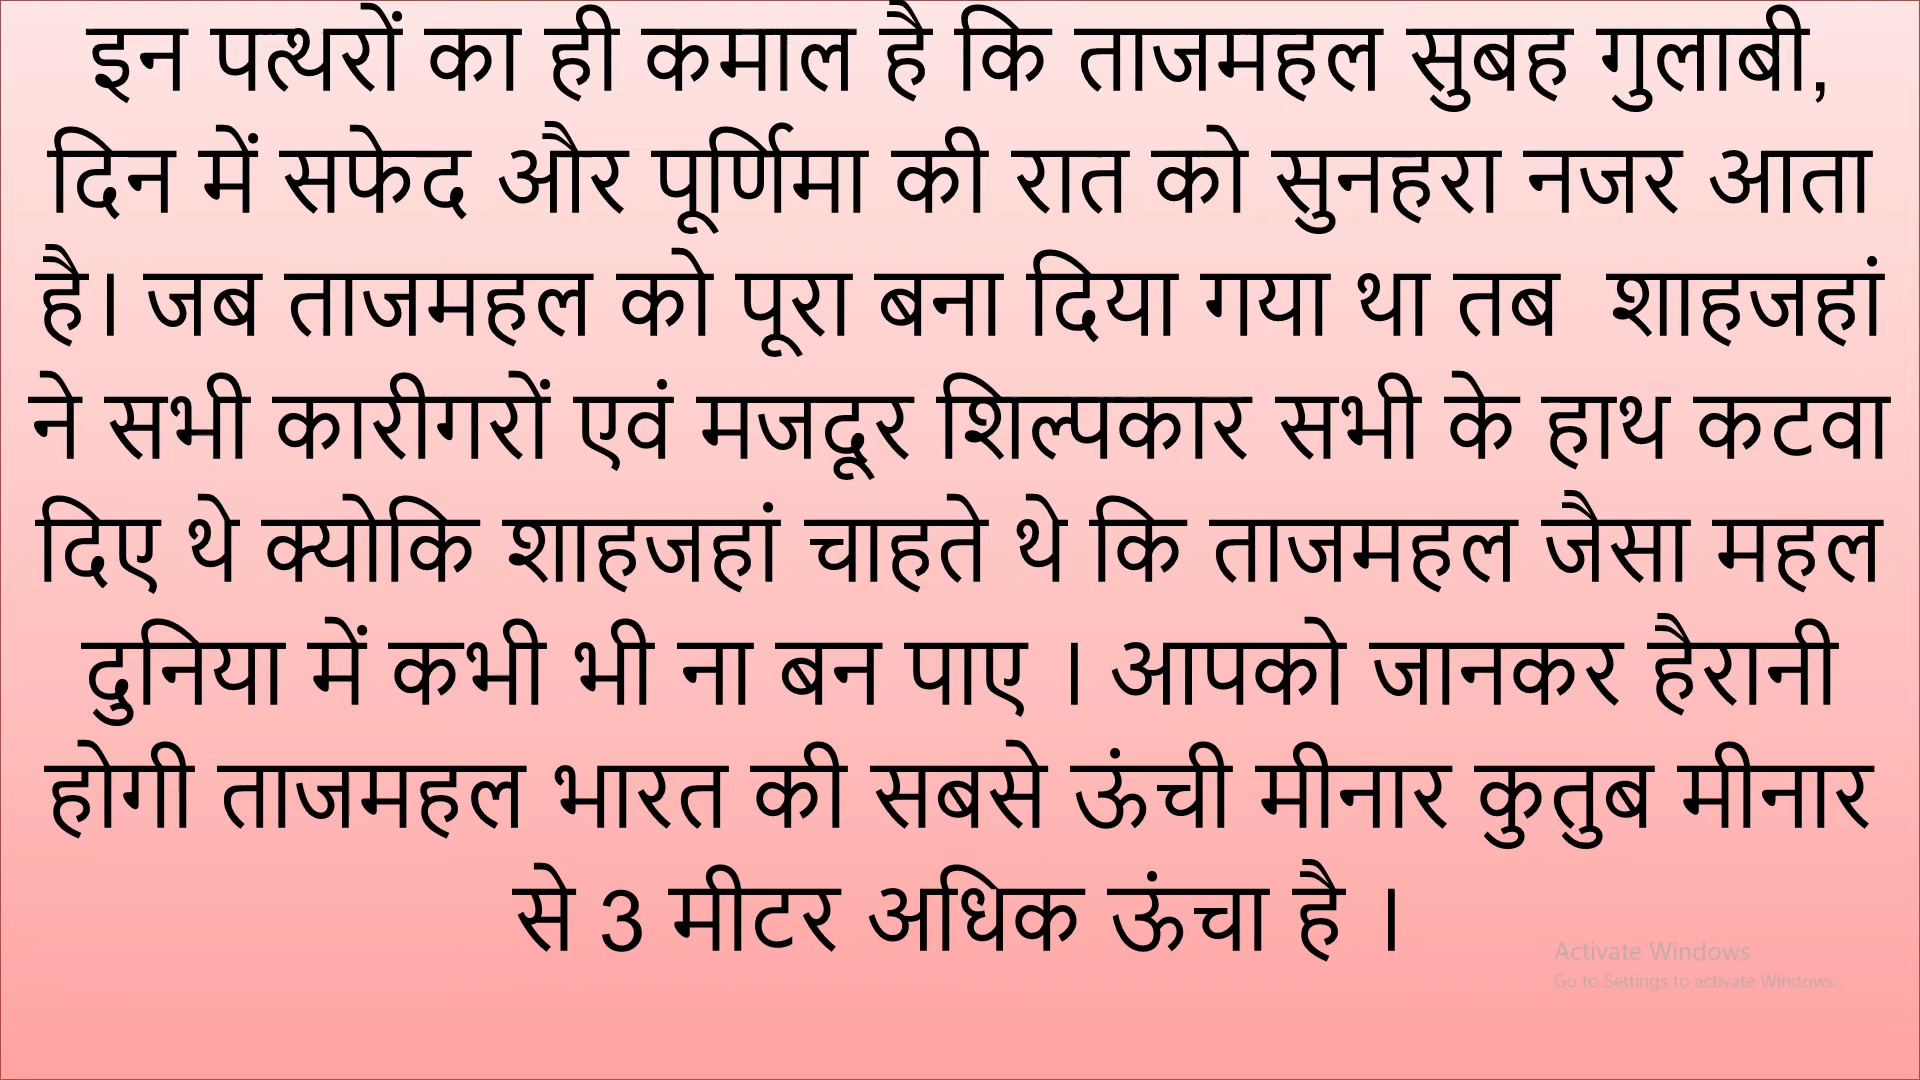 इन पत्थरों का ही कमाल है कि ताजमहल सुबह गुलाबी,
दिन में सफेद और पूर्णिमा की रात को सुनहरा नजर आता
है। जब ताजमहल को पूरा बना दिया गया था तब शाहजहां
ने सभी कारीगरों एवं मजदूर शिल्पकार सभी के हाथ कटवा
दिए थे क्योकि शाहजहां चाहते थे कि ताजमहल जैसा महल
दुनिया में कभी भी ना बन पाए । आपको जानकर हैरानी
होगी ताजमहल भारत की सबसे ऊंची मीनार कुतुब मीनार
से 3 मीटर अधिक ऊंचा है ।
Activate Windows
Go to Settings to activate Windows.